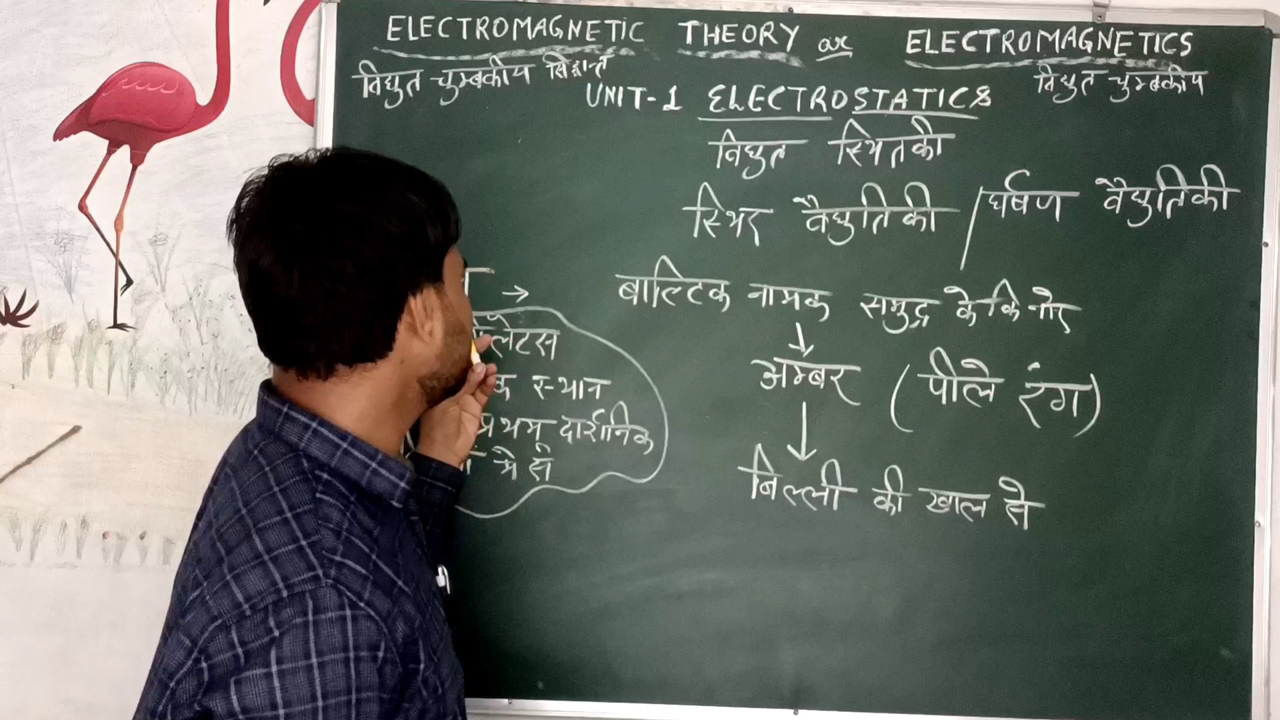 ELECTROMAGNETIC THEORY or ELECTROMAGNETICS
विद्युत चुम्बकीय सिद्धान्त विद्युत चुम्बकीय
UNIT-1 ELECTROSTATICS
विद्युत स्थितकी
स्थिर वैद्युतिकी / घर्षण वैद्युतिकी
→ बाल्टिक नामक समुद्र के किनारे
↓
अम्बर (पीले रंग)
↓
बिल्ली की खाल से
लेटस
स्थान
प्रथम दार्शनिक
मे से